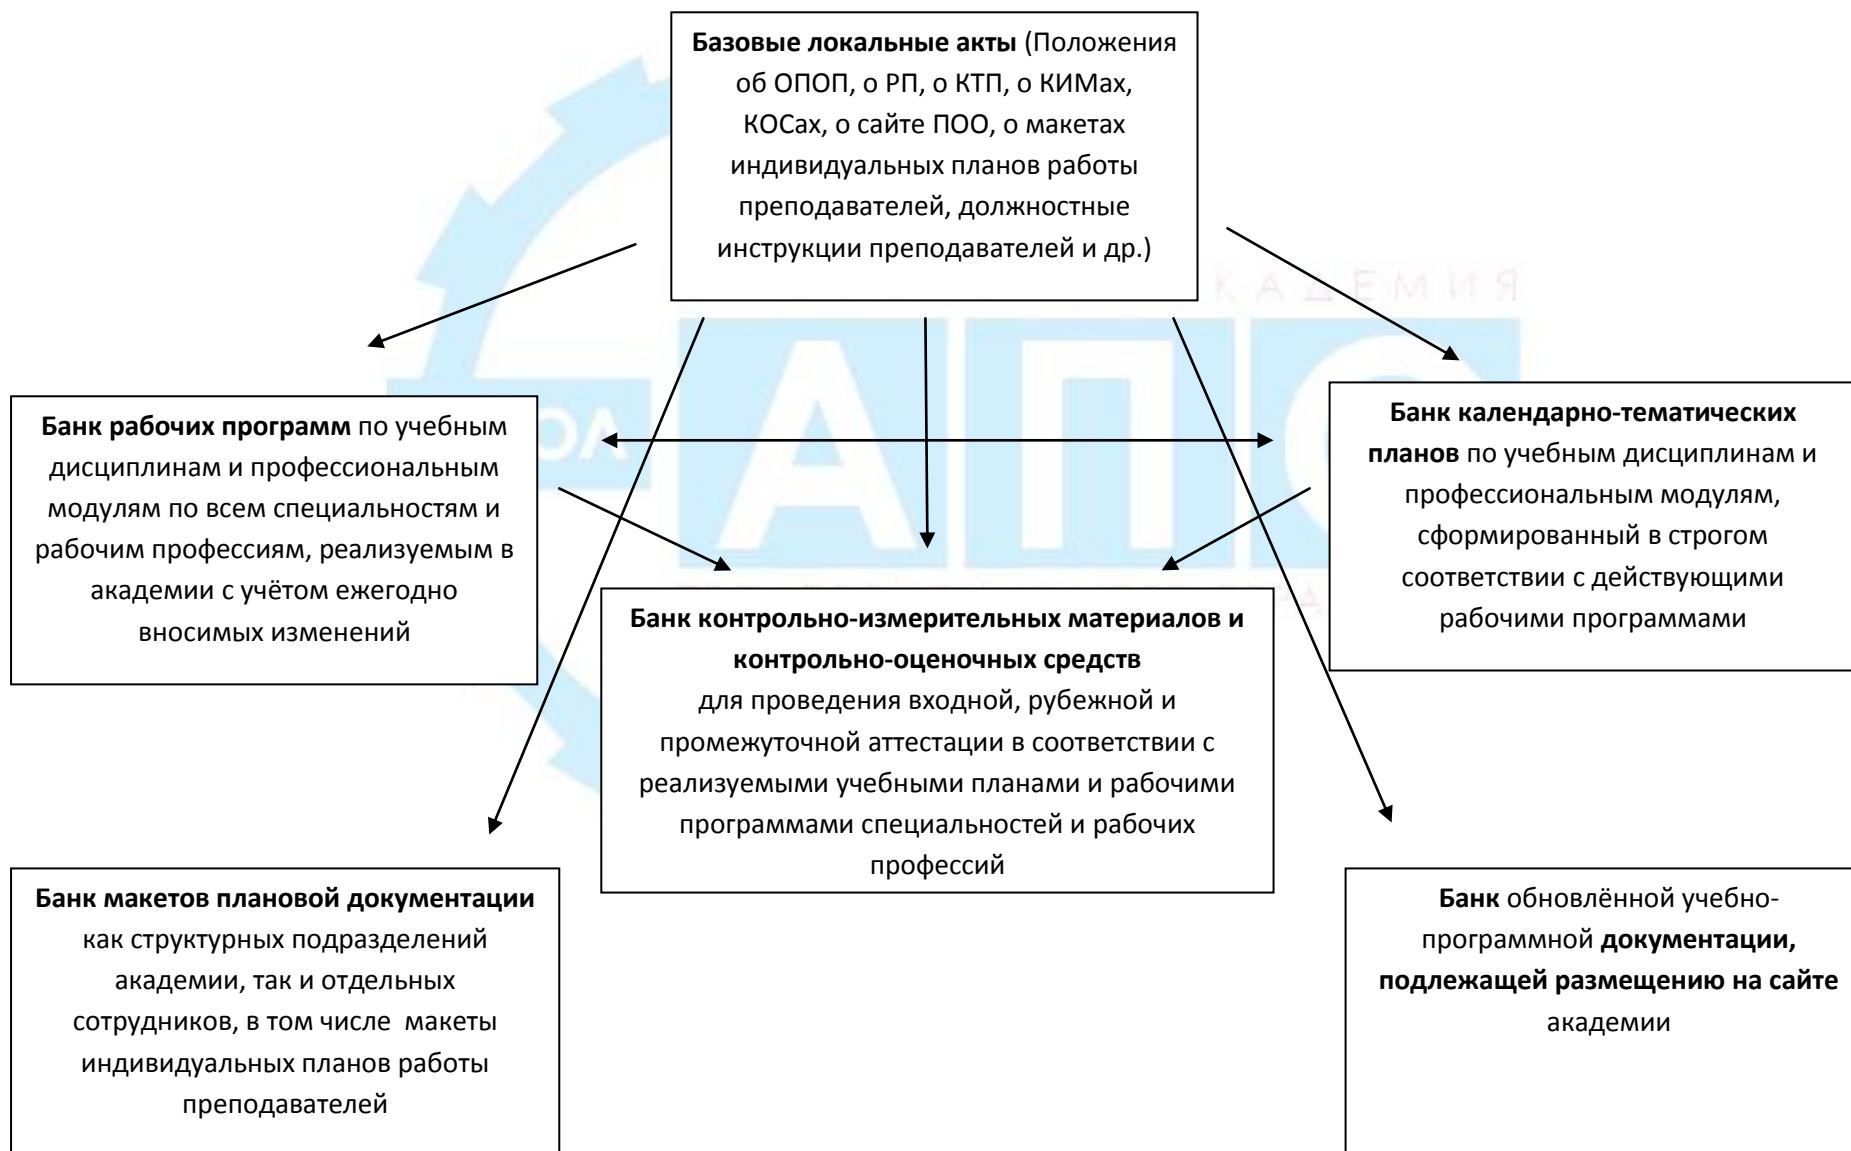 Базовые локальные акты (Положения
об ОПОП, о РП, о КТП, о КИМах,
КОСах, о сайте ПОО, о макетах
индивидуальных планов работы
преподавателей, должностные
инструкции преподавателей и др.)
КАДЕМИЯ
АП
Банк рабочих программ по учебным
дисциплинам и профессиональным
модулям по всем специальностям и
рабочим профессиям, реализуемым в
академии с учётом ежегодно
вносимых изменений
Банк календарно-тематических
планов по учебным дисциплинам и
профессиональным модулям,
сформированный в строгом
соответствии с действующими
рабочими программами
Банк контрольно-измерительных материалов и
контрольно-оценочных средств
для проведения входной, рубежной и
промежуточной аттестации в соответствии с
реализуемыми учебными планами и рабочими
программами специальностей и рабочих
профессий
Банк макетов плановой документации
как структурных подразделений
академии, так и отдельных
сотрудников, в том числе макеты
индивидуальных планов работы
преподавателей
Банк обновлённой учебно-
программной документации,
подлежащей размещению на сайте
академии